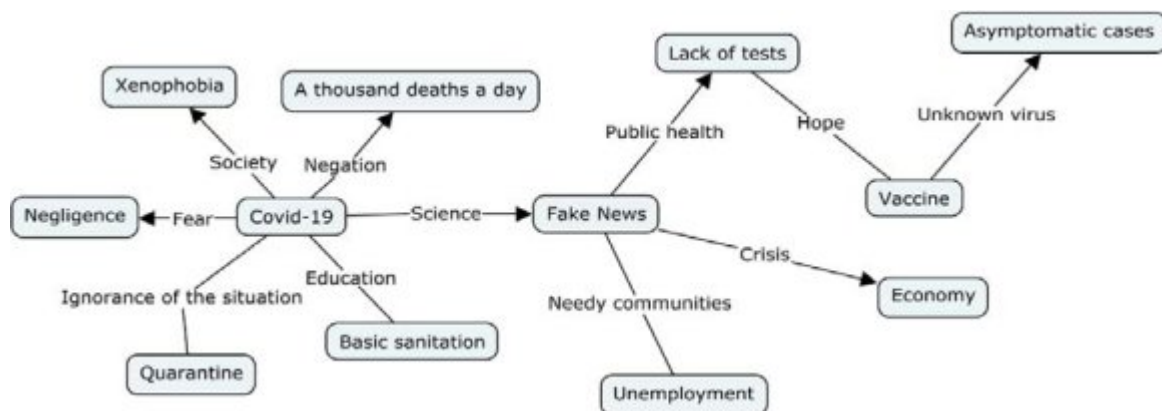 Asymptomatic cases
Lack of tests
Xenophobia
A thousand deaths a day
Unknown virus
Hope
Public health
Society
Negation
Vaccine
Negligence
Fear
Covid-19
Science
Fake News
Crisis
Education
Economy
Ignorance of the situation
Needy communities
Basic sanitation
Quarantine
Unemployment